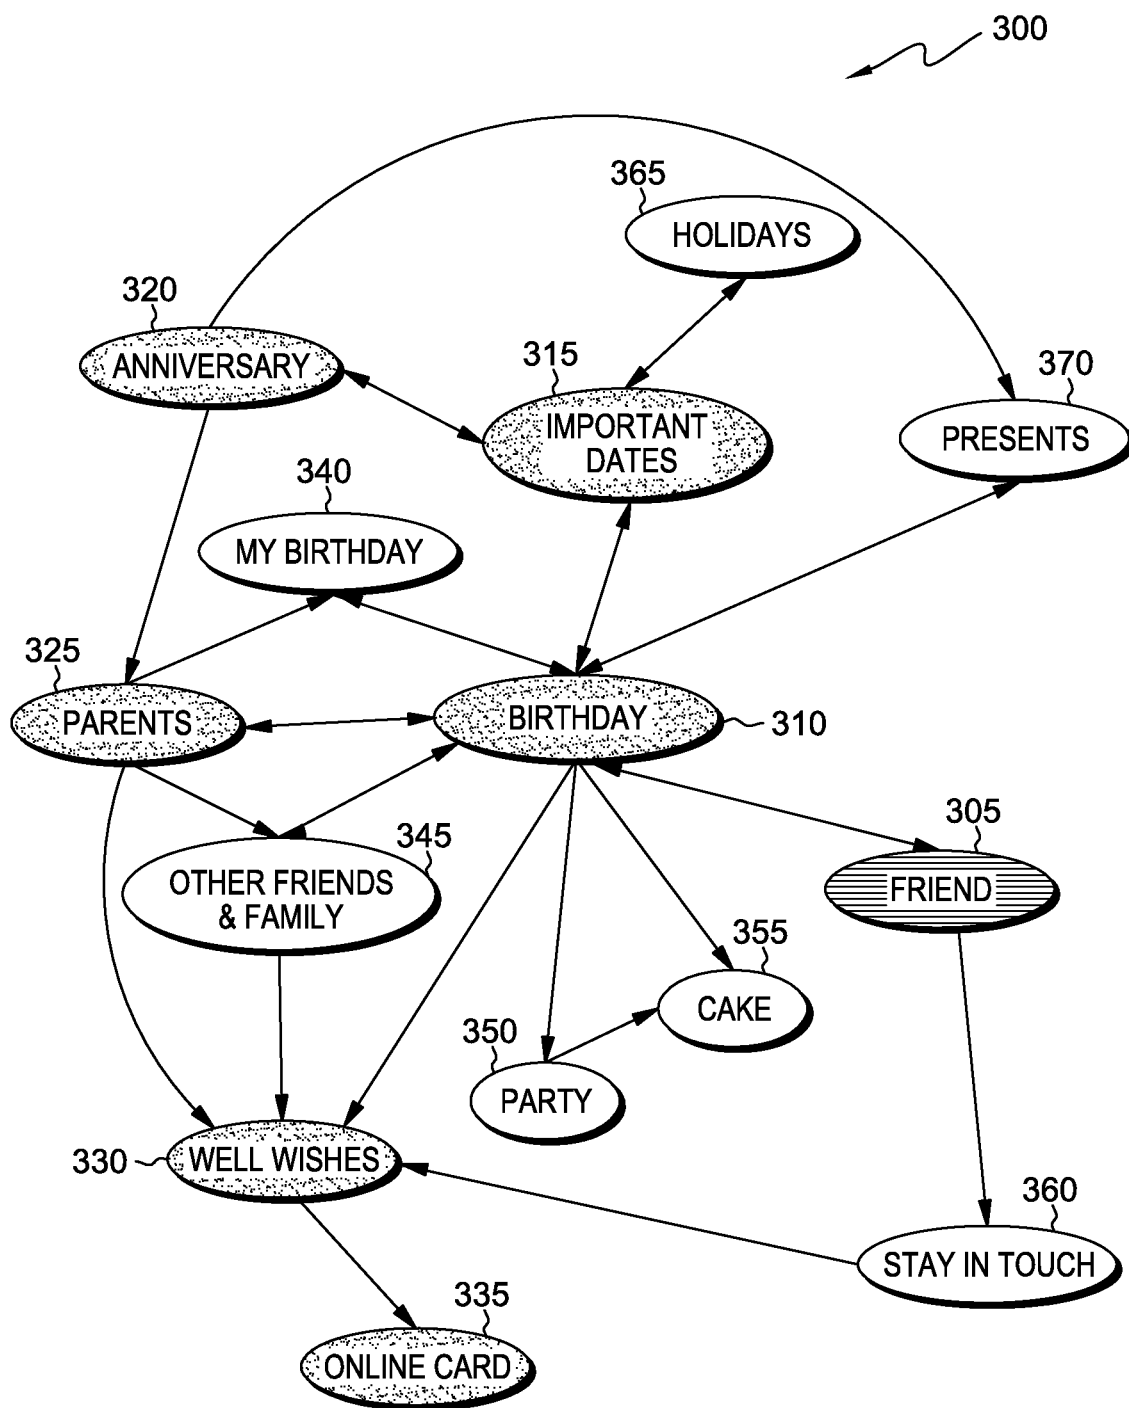 300
365
HOLIDAYS
320
ANNIVERSARY
315
IMPORTANT
DATES
370
PRESENTS
340
MY BIRTHDAY
325
PARENTS
BIRTHDAY
310
345
OTHER FRIENDS
& FAMILY
305
FRIEND
355
CAKE
350
PARTY
330
WELL WISHES
360
STAY IN TOUCH
335
ONLINE CARD